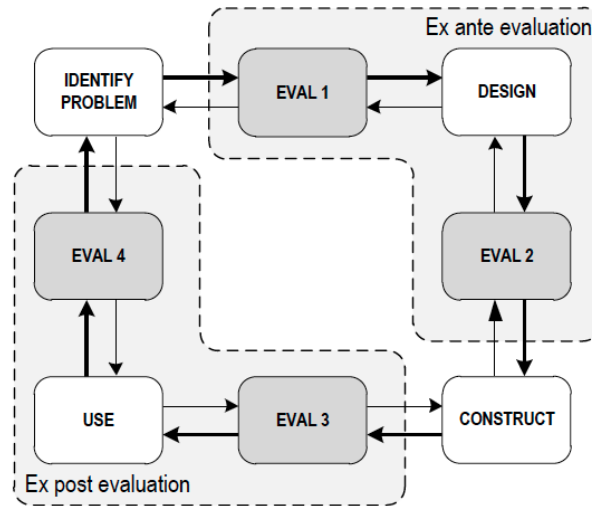 Ex ante evaluation
IDENTIFY
PROBLEM
EVAL 1
DESIGN
EVAL 4
EVAL 2
USE
EVAL 3
CONSTRUCT
Ex post evaluation